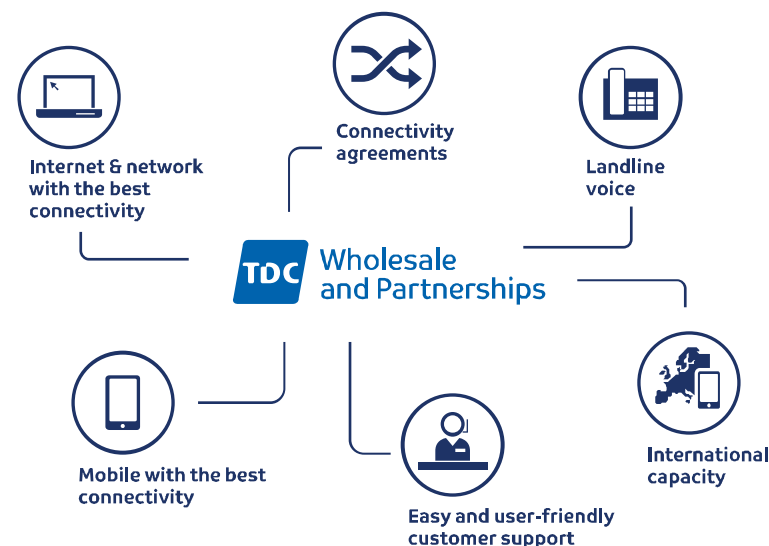 Connectivity
agreements
Internet & network
with the best
connectivity
Landline
voice
TDC Wholesale
and Partnerships
Mobile with the best
connectivity
International
capacity
Easy and user-friendly
customer support